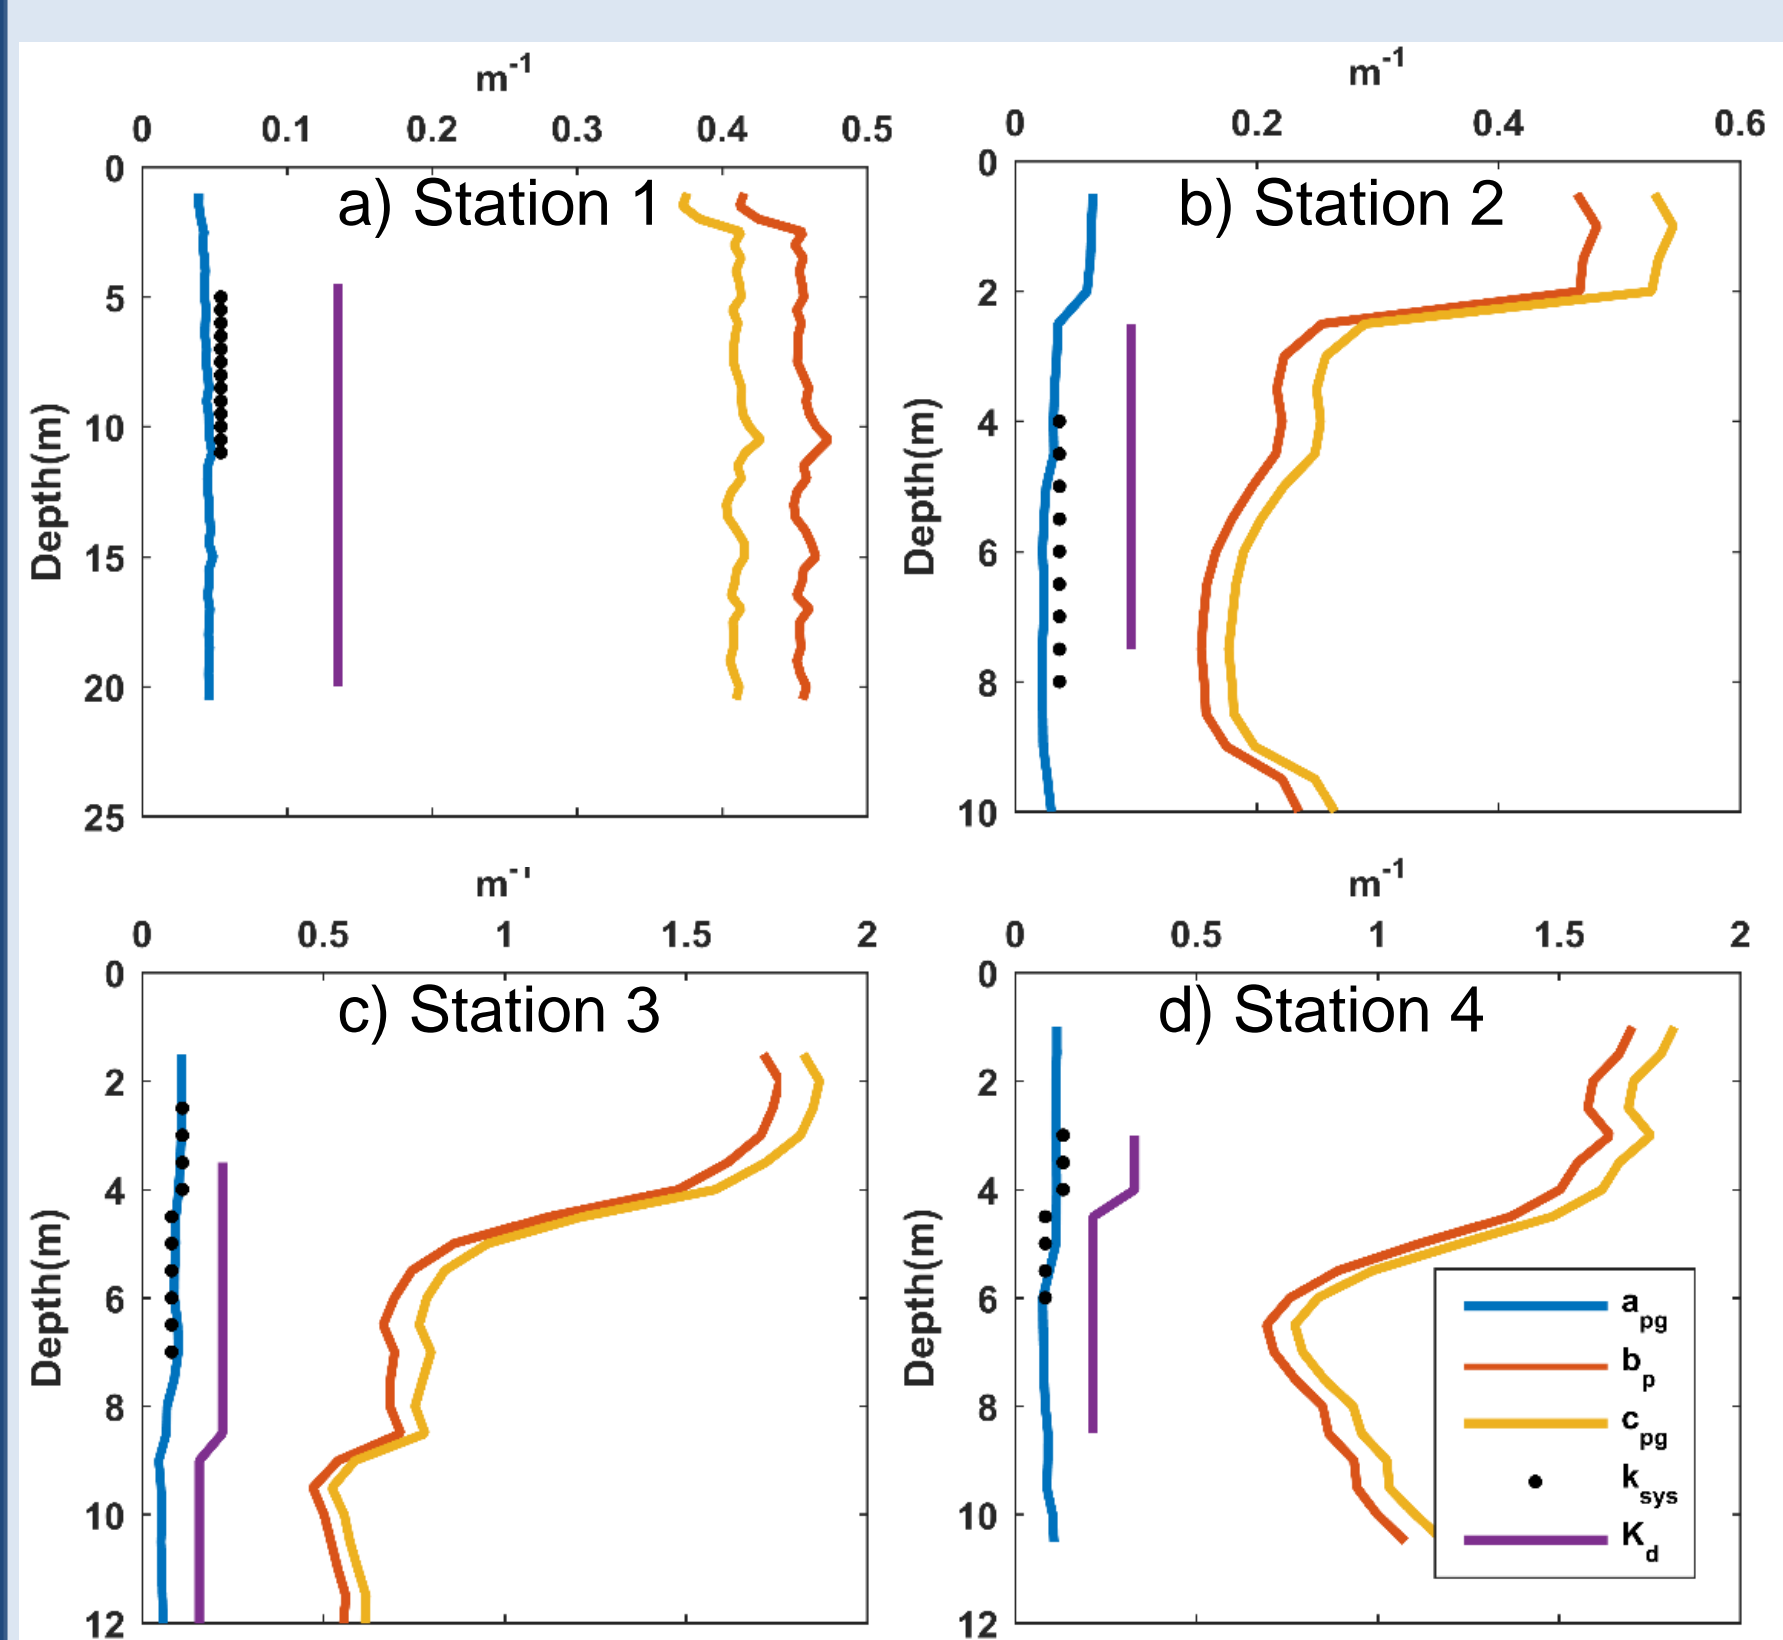 m-1
0 0.1 0.2 0.3 0.4 0.5
a) Station 1
0
5
10
15
20
25
Depth(m)
m-1
0 0.2 0.4 0.6
b) Station 2
0
2
4
6
8
10
Depth(m)
m-1
0 0.5 1 1.5 2
c) Station 3
0
2
4
6
8
10
12
Depth(m)
m-1
0 0.5 1 1.5 2
d) Station 4
0
2
4
6
8
10
12
Depth(m)
apg
bp
cpg
ksys
Kd